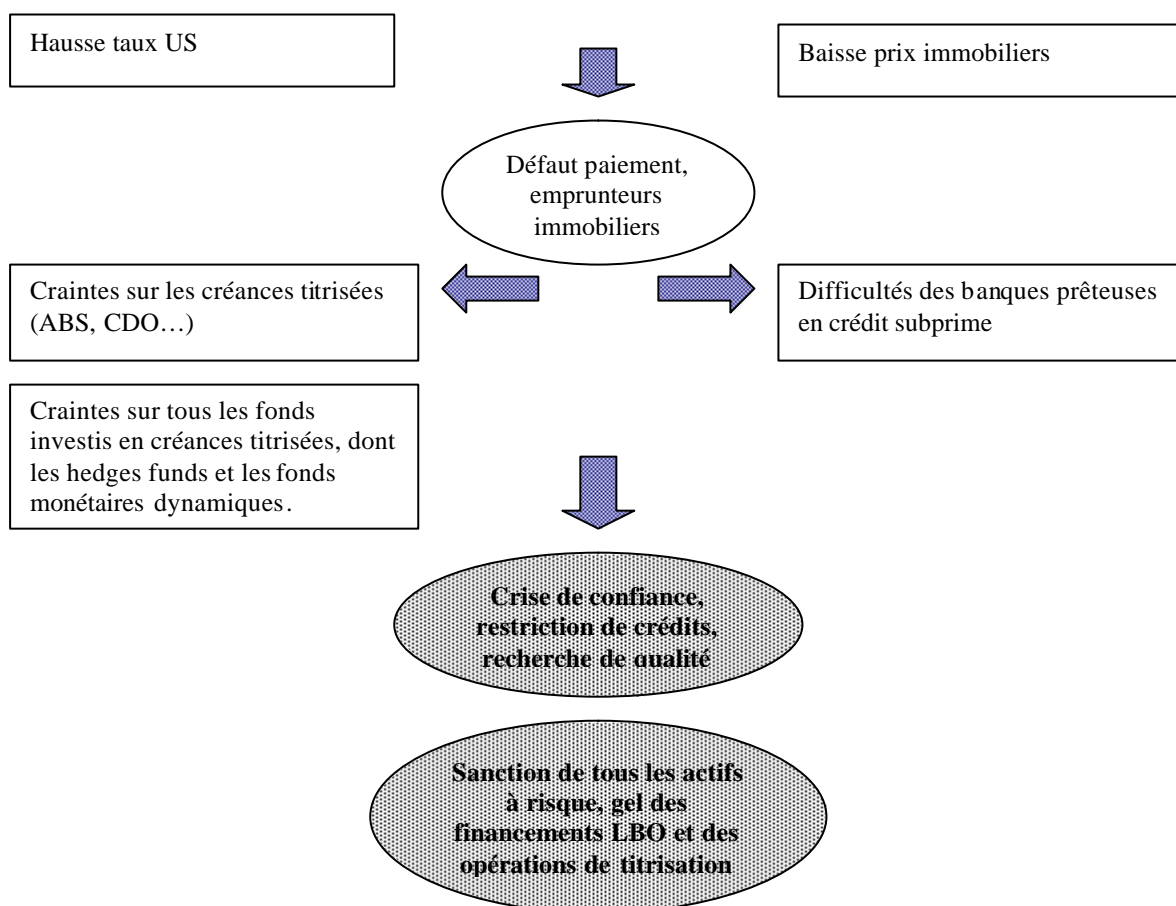 Hausse taux US
Baisse prix immobiliers
Défaut paiement,
emprunteurs
immobiliers
Craintes sur les créances titrisées
(ABS, CDO…)
Difficultés des banques prêteuses
en crédit subprime
Craintes sur tous les fonds
investis en créances titrisées, dont
les hedges funds et les fonds
monétaires dynamiques.
Crise de confiance,
restriction de crédits,
recherche de qualité
Sanction de tous les actifs
à risque, gel des
financements LBO et des
opérations de titrisation